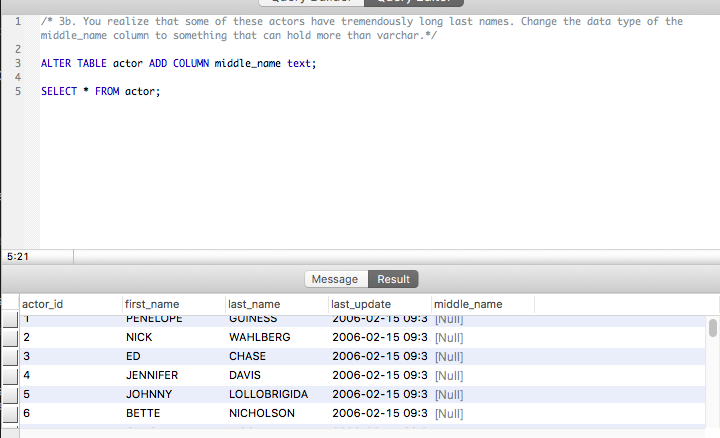 Query Builder Query Editor
1 /* 3b. You realize that some of these actors have tremendously long last names. Change the data type of the
middle_name column to something that can hold more than varchar.*/
2
3 ALTER TABLE actor ADD COLUMN middle_name text;
4
5 SELECT * FROM actor;
5:21
Message Result
actor_id first_name last_name last_update middle_name
1 PENELOPE GUINESS 2006-02-15 09:3 [Null]
2 NICK WAHLBERG 2006-02-15 09:3 [Null]
3 ED CHASE 2006-02-15 09:3 [Null]
4 JENNIFER DAVIS 2006-02-15 09:3 [Null]
5 JOHNNY LOLLOBRIGIDA 2006-02-15 09:3 [Null]
6 BETTE NICHOLSON 2006-02-15 09:3 [Null]